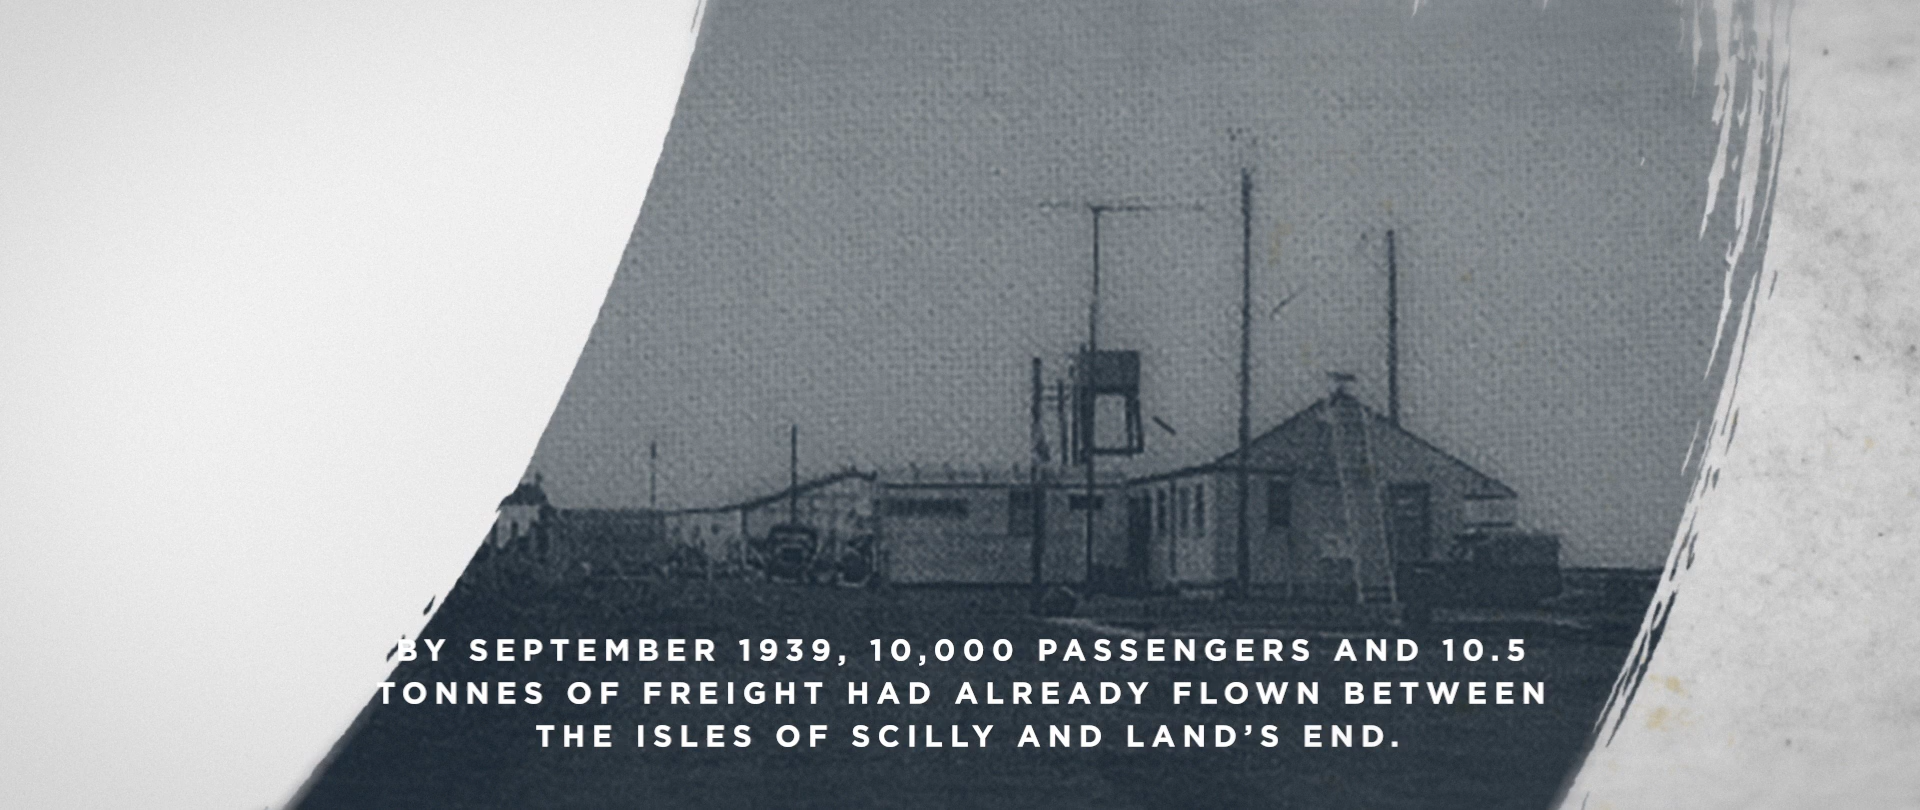 BY SEPTEMBER 1939, 10,000 PASSENGERS AND 10.5
TONNES OF FREIGHT HAD ALREADY FLOWN BETWEEN
THE ISLES OF SCILLY AND LAND’S END.